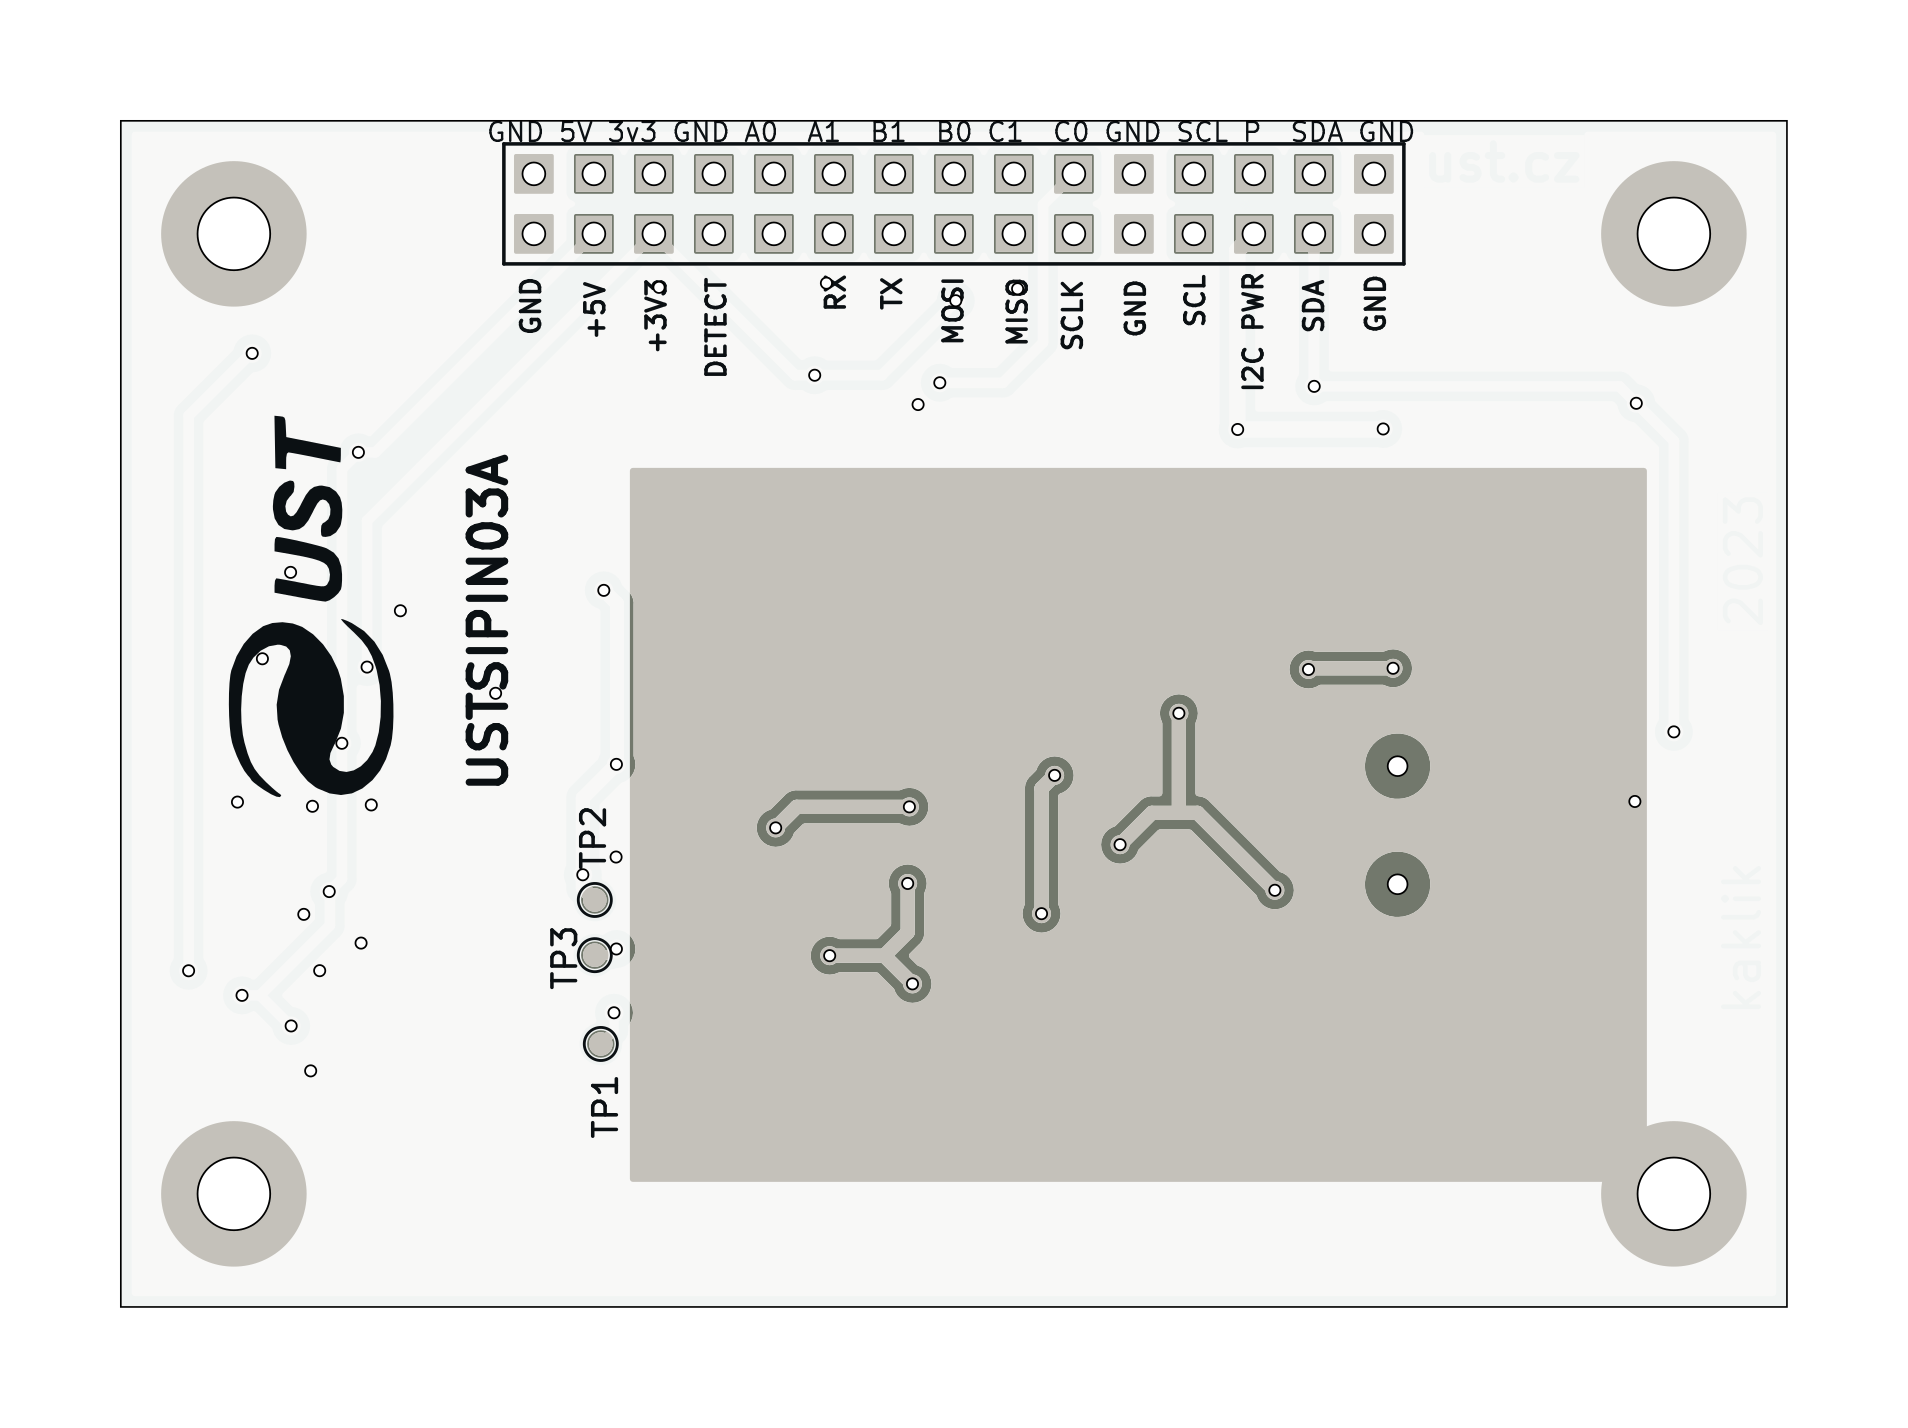 GND 5V 3v3 GND A0 A1 B1 B0 C1 C0 GND SCL P SDA GND
ust.cz
GND
+5V
+3V3
DETECT
RX
TX
MOSI
MISO
SCLK
GND
SCL
I2C PWR
SDA
GND
UST
USTSIPIN03A
2023
kaklik
TP2
TP3
TP1